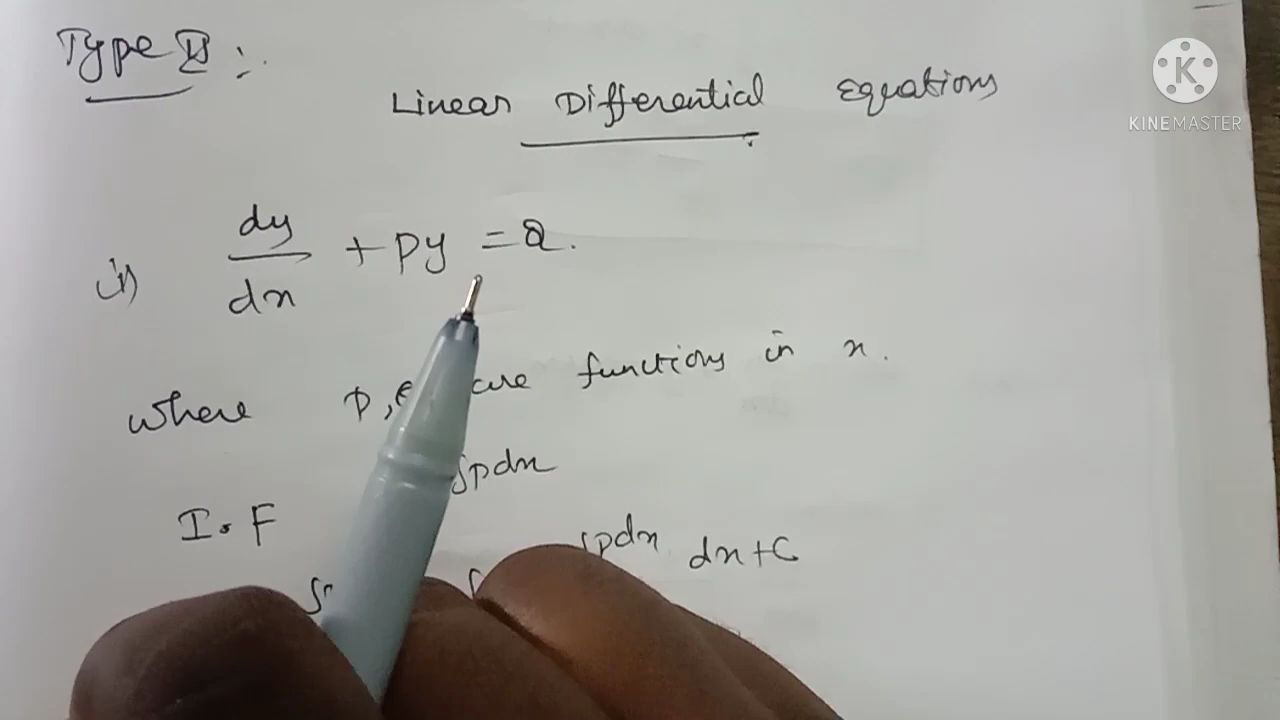 Type II :.
Linear Differential Equations
i) dy/dx + Py = Q.
where P, are functions in x.
I.F ∫pdx
∫pdx dx+C
K
KINEMASTER